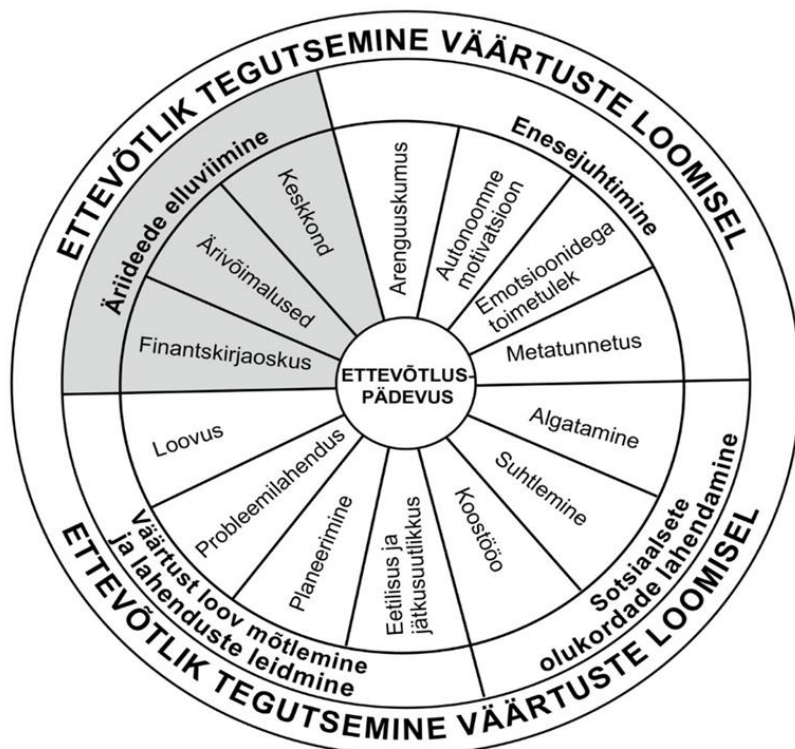 ETTEVÕTLIK TEGUTSEMINE VÄÄRTUSTE LOOMISEL
Äriideede elluviimine
Keskkond
Ärivõimalused
Finantskirjaoskus
Enesejuhtimine
Arenguuskumus
Autonoomne
motivatsioon
Emotsioonidega
toimetulek
Metatunnetus
ETTEVÕTLUS-
PÄDEVUS
Sotsiaalsete
olukordade lahendamine
Algatamine
Suhtlemine
Koostööo
Väärtust loov mõtlemine
ja lahenduste leidmine
Eetilisus ja
jätkusuutlikkus
Planeerimine
Probleemilahendus
Loovus
ETTEVÕTLIK TEGUTSEMINE VÄÄRTUSTE LOOMISEL